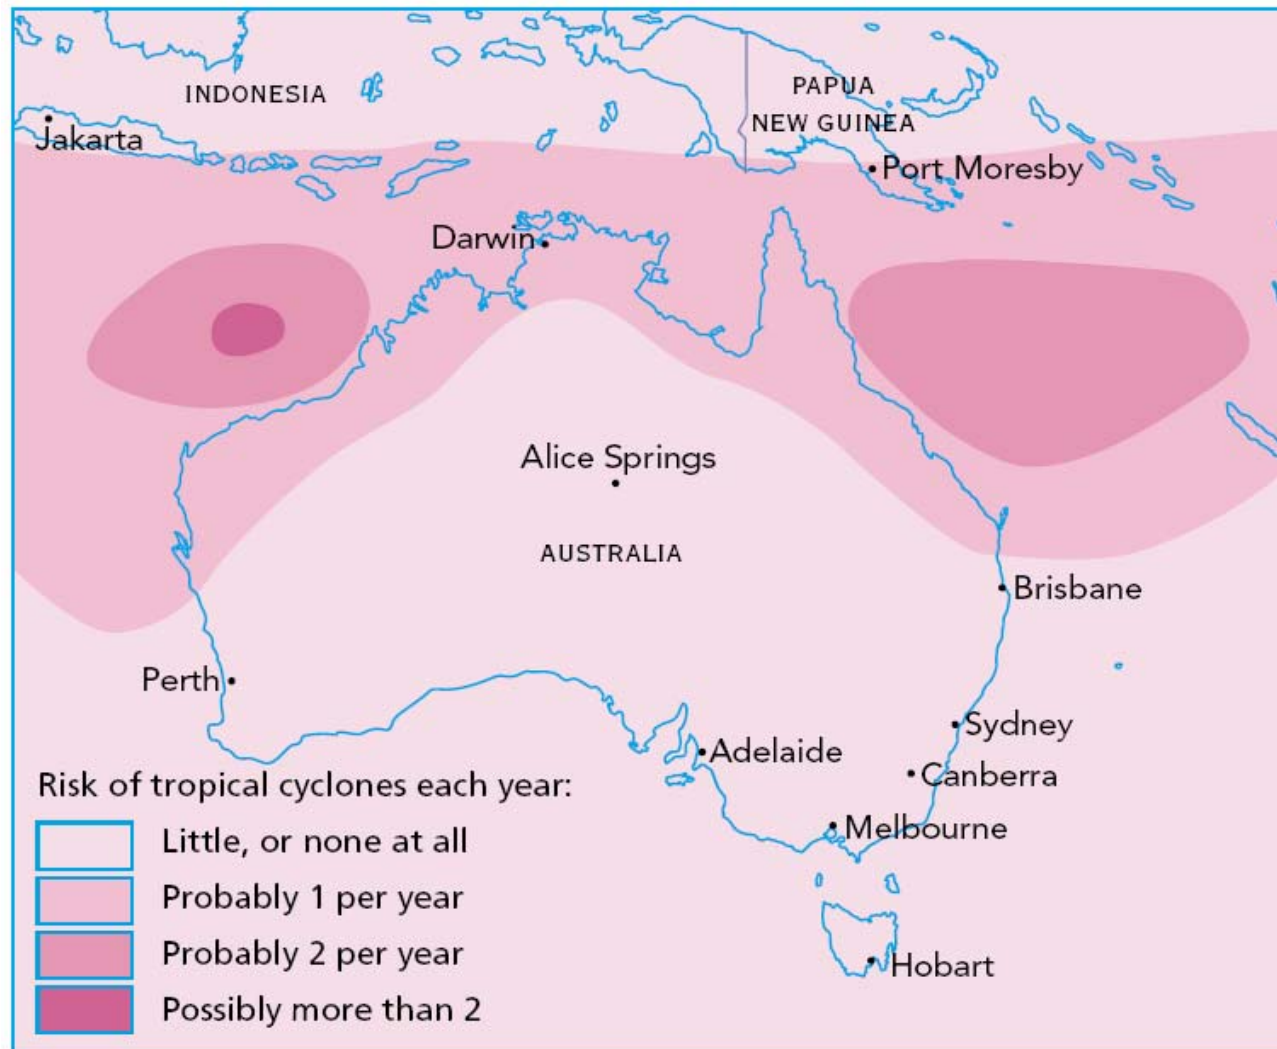 INDONESIA
PAPUA
NEW GUINEA
Jakarta
Port Moresby
Darwin
Alice Springs
AUSTRALIA
Brisbane
Perth
Sydney
Adelaide
Canberra
Melbourne
Hobart
Risk of tropical cyclones each year:
Little, or none at all
Probably 1 per year
Probably 2 per year
Possibly more than 2